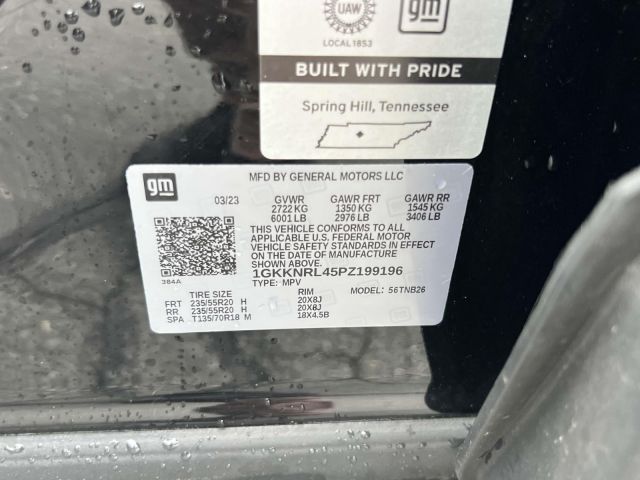 UAW
LOCAL 1853
gm
BUILT WITH PRIDE
Spring Hill, Tennessee
gm
MFD BY GENERAL MOTORS LLC
03/23 GVWR GAWR FRT GAWR RR
2722 KG 1350 KG 1545 KG
6001 LB 2976 LB 3406 LB
THIS VEHICLE CONFORMS TO ALL
APPLICABLE U.S. FEDERAL MOTOR
VEHICLE SAFETY STANDARDS IN EFFECT
ON THE DATE OF MANUFACTURE
SHOWN ABOVE.
384A
1GKKNRL45PZ199196
TYPE: MPV MODEL: 56TNB26
TIRE SIZE RIM
FRT 235/55R20 H 20X8J
RR 235/55R20 H 20X8J
SPA T135/70R18 M 18X4.5B